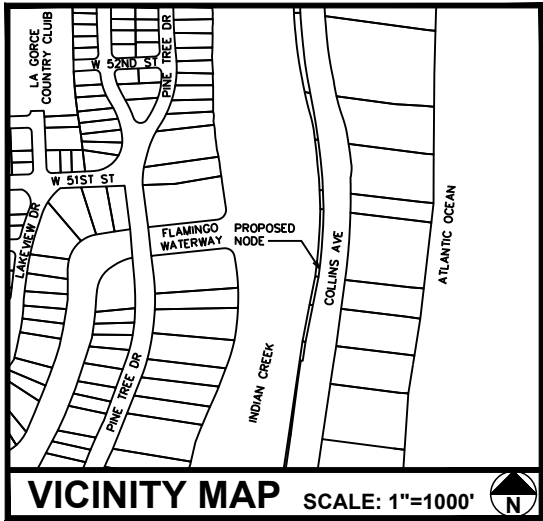 LA GORCE
COUNTRY CLUIB
W 52ND ST
PINE TREE DR
W 51ST ST
LAKEVIEW DR
FLAMINGO
WATERWAY
PROPOSED
NODE
COLLINS AVE
ATLANTIC OCEAN
INDIAN CREEK
PINE TREE DR
VICINITY MAP
SCALE: 1"=1000'
N